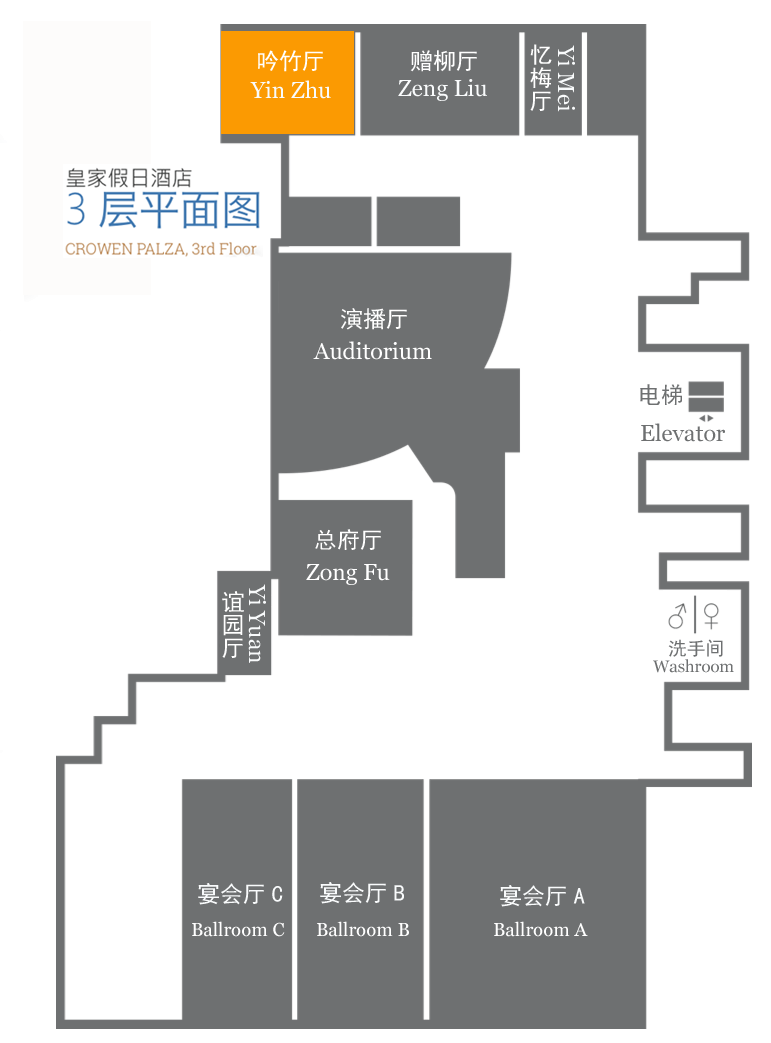 吟竹厅
Yin Zhu
赠柳厅
Zeng Liu
忆梅厅
Yi Mei
皇家假日酒店
3 层平面图
CROWEN PALZA, 3rd Floor
演播厅
Auditorium
电梯
Elevator
总府厅
Zong Fu
谊园厅
Yi Yuan
洗手间
Washroom
宴会厅 C
Ballroom C
宴会厅 B
Ballroom B
宴会厅 A
Ballroom A